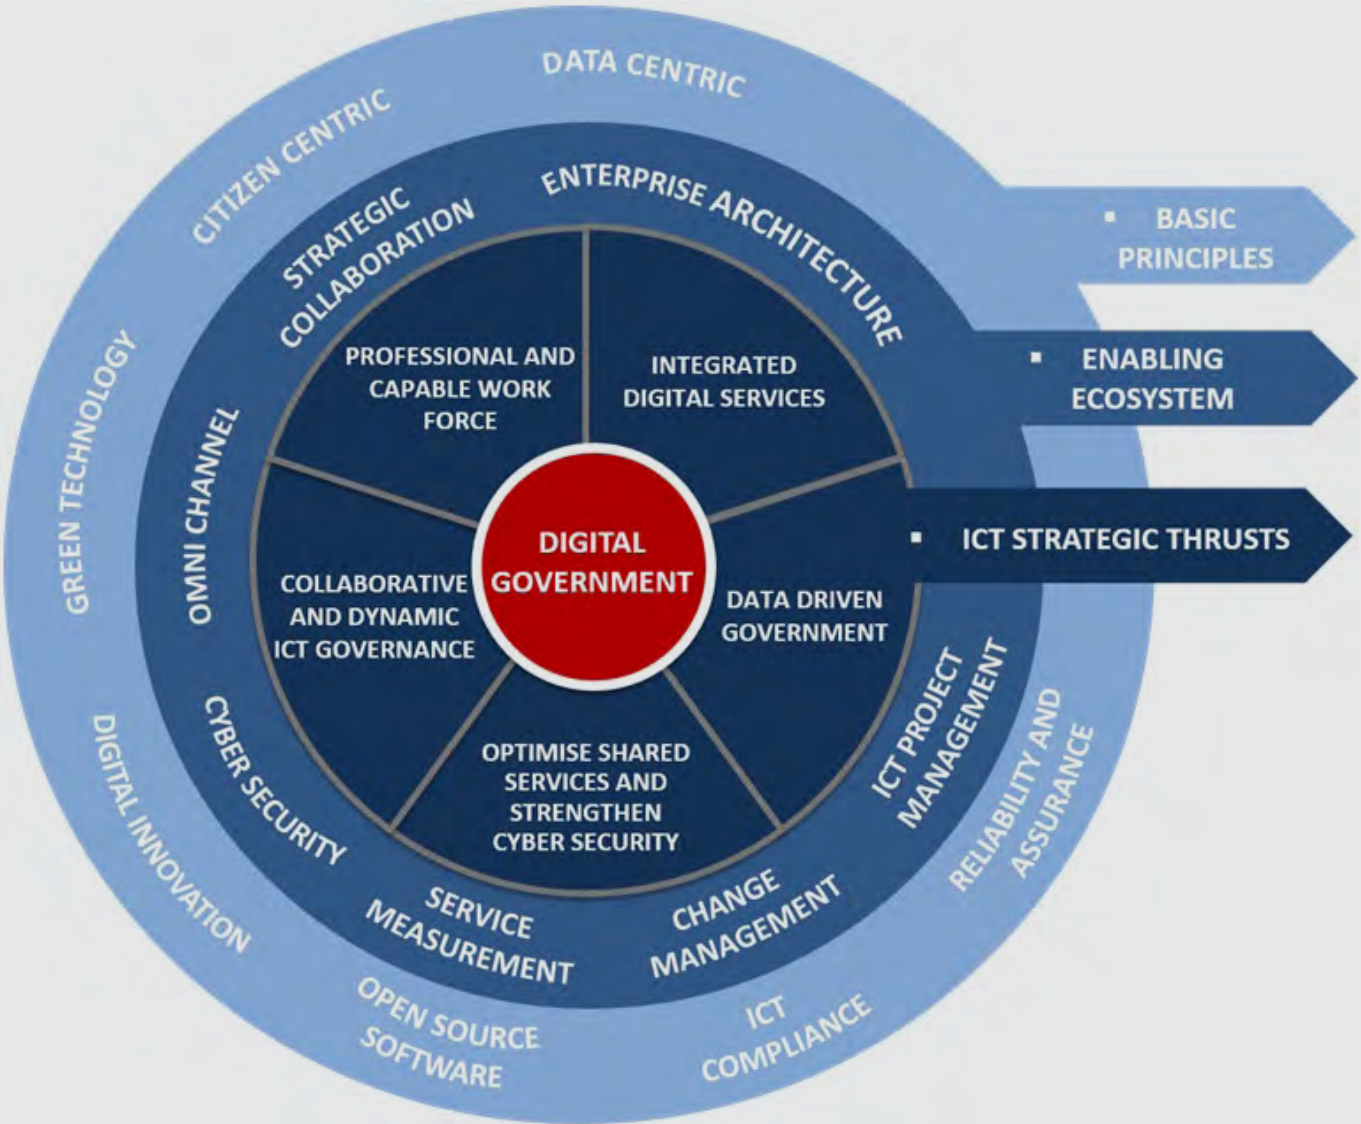 DATA CENTRIC
CITIZEN CENTRIC
GREEN TECHNOLOGY
DIGITAL INNOVATION
OPEN SOURCE
SOFTWARE
ICT
COMPLIANCE
RELIABILITY AND
ASSURANCE
▪ BASIC
PRINCIPLES
ENTERPRISE ARCHITECTURE
STRATEGIC
COLLABORATION
OMNI CHANNEL
CYBER SECURITY
SERVICE
MEASUREMENT
CHANGE
MANAGEMENT
ICT PROJECT
MANAGEMENT
▪ ENABLING
ECOSYSTEM
PROFESSIONAL AND
CAPABLE WORK
FORCE
INTEGRATED
DIGITAL SERVICES
COLLABORATIVE
AND DYNAMIC
ICT GOVERNANCE
DATA DRIVEN
GOVERNMENT
OPTIMISE SHARED
SERVICES AND
STRENGTHEN
CYBER SECURITY
▪ ICT STRATEGIC THRUSTS
DIGITAL
GOVERNMENT